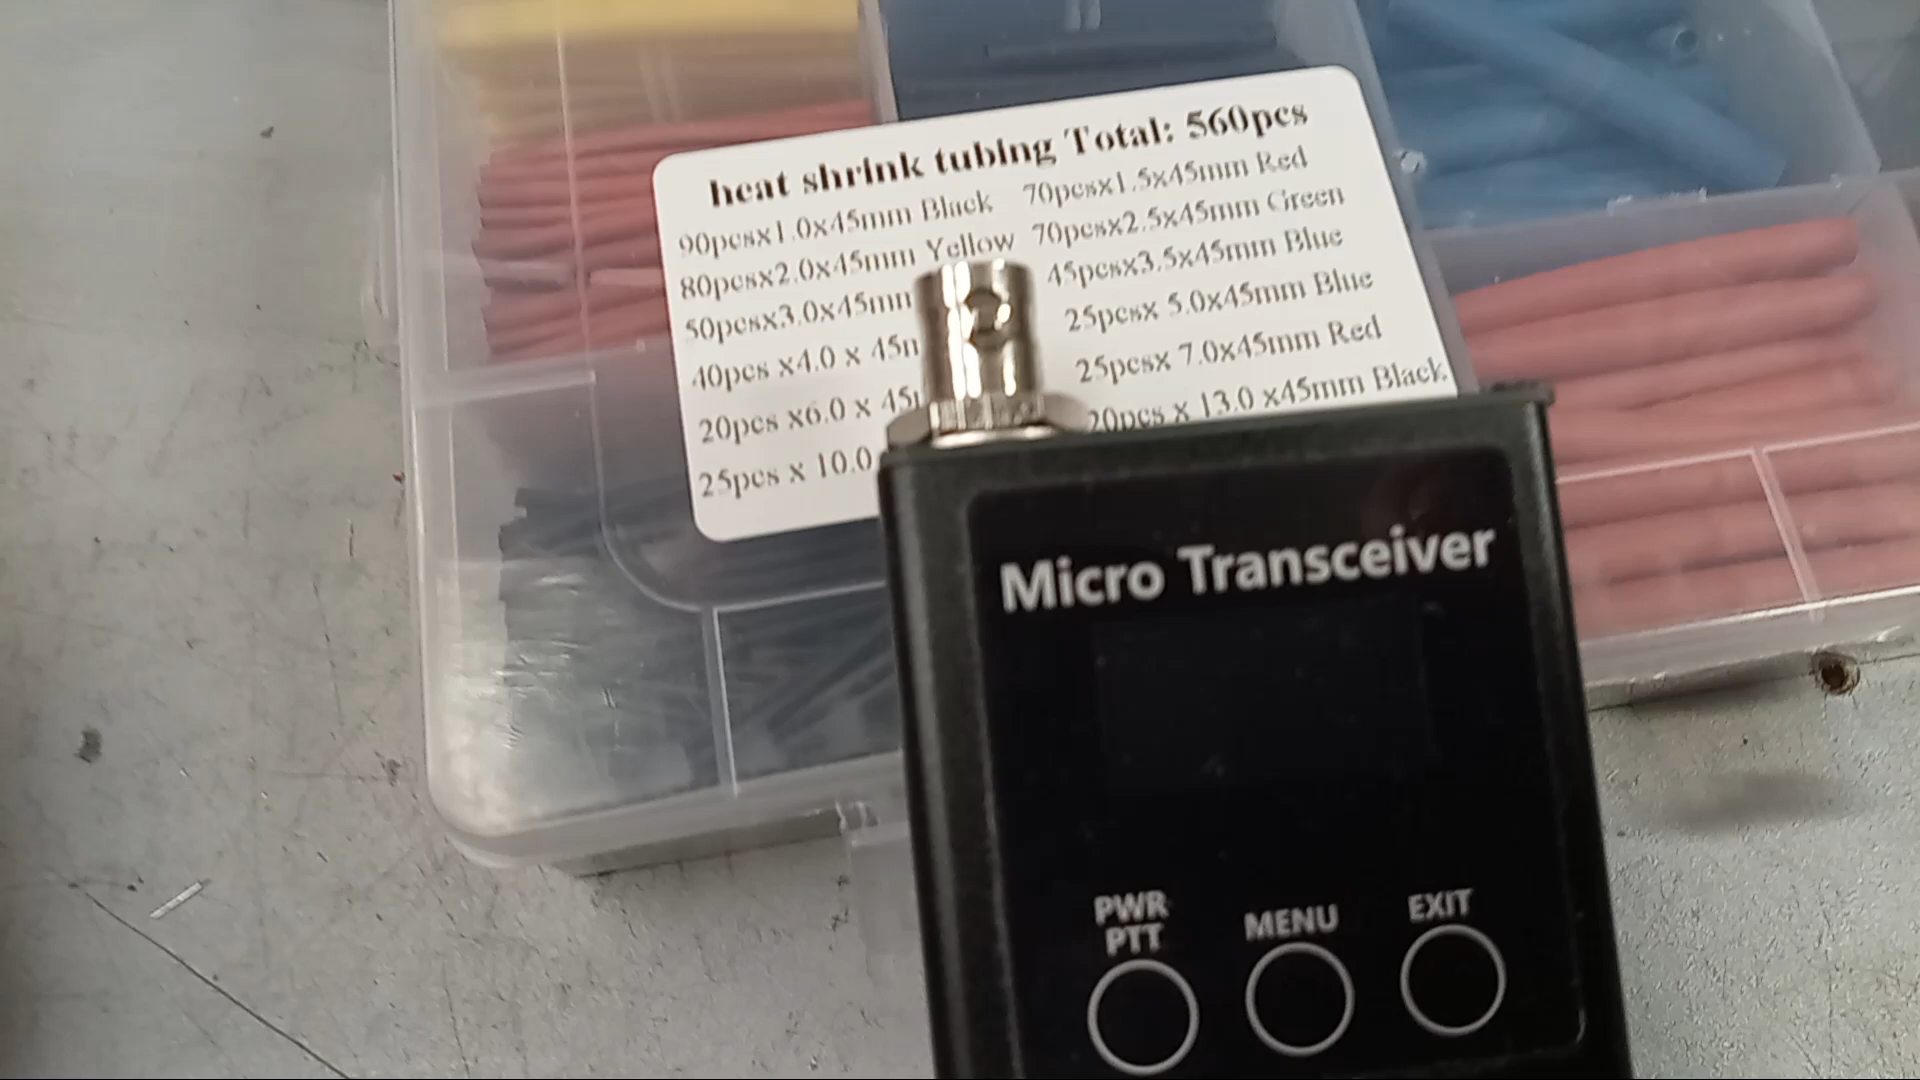 heat shrink tubing Total: 560pcs
90pcsx1.0x45mm Black 70pcsx1.5x45mm Red
80pcsx2.0x45mm Yellow 70pcsx2.5x45mm Green
50pcsx3.0x45mm 45pcsx3.5x45mm Blue
40pcs x4.0 x 45 25pcsx 5.0x45mm Blue
20pcs x6.0 x 45 25pcsx 7.0x45mm Red
25pcs x 10.0 20pcs x 13.0 x45mm Black
Micro Transceiver
PWR
PTT
MENU
EXIT